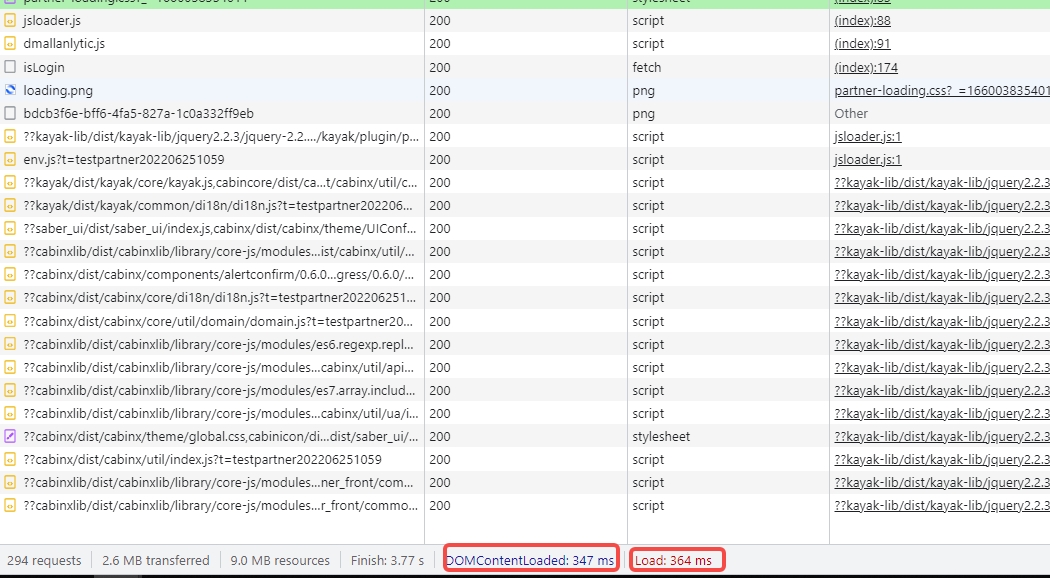 jsloader.js 200 script (index):88
dmallanlytic.js 200 script (index):91
isLogin 200 fetch (index):174
loading.png 200 png partner-loading.css?_=166003835401
bdcb3f6e-bff6-4fa5-827a-1c0a332ff9eb 200 png Other
??kayak-lib/dist/kayak-lib/jquery2.2.3/jquery-2.2..../kayak/plugin/p... 200 script jsloader.js:1
env.js?t=testpartner202206251059 200 script jsloader.js:1
??kayak/dist/kayak/core/kayak.js,cabincore/dist/ca...t/cabinx/util/c... 200 script ??kayak-lib/dist/kayak-lib/jquery2.2.3
??kayak/dist/kayak/common/di18n/di18n.js?t=testpartner202206... 200 script ??kayak-lib/dist/kayak-lib/jquery2.2.3
??saber_ui/dist/saber_ui/index.js,cabinx/dist/cabinx/theme/UIConf... 200 script ??kayak-lib/dist/kayak-lib/jquery2.2.3
??cabinxlib/dist/cabinxlib/library/core-js/modules...ist/cabinx/util/... 200 script ??kayak-lib/dist/kayak-lib/jquery2.2.3
??cabinx/dist/cabinx/components/alertconfirm/0.6.0...gress/0.6.0/... 200 script ??kayak-lib/dist/kayak-lib/jquery2.2.3
??cabinx/dist/cabinx/core/di18n/di18n.js?t=testpartner202206251... 200 script ??kayak-lib/dist/kayak-lib/jquery2.2.3
??cabinx/dist/cabinx/core/util/domain/domain.js?t=testpartner20... 200 script ??kayak-lib/dist/kayak-lib/jquery2.2.3
??cabinxlib/dist/cabinxlib/library/core-js/modules/es6.regexp.repl... 200 script ??kayak-lib/dist/kayak-lib/jquery2.2.3
??cabinxlib/dist/cabinxlib/library/core-js/modules...cabinx/util/api... 200 script ??kayak-lib/dist/kayak-lib/jquery2.2.3
??cabinxlib/dist/cabinxlib/library/core-js/modules/es7.array.includ... 200 script ??kayak-lib/dist/kayak-lib/jquery2.2.3
??cabinxlib/dist/cabinxlib/library/core-js/modules...cabinx/util/ua/i... 200 script ??kayak-lib/dist/kayak-lib/jquery2.2.3
??cabinx/dist/cabinx/theme/global.css,cabinicon/di...dist/saber_ui/... 200 stylesheet ??kayak-lib/dist/kayak-lib/jquery2.2.3
??cabinx/dist/cabinx/util/index.js?t=testpartner202206251059 200 script ??kayak-lib/dist/kayak-lib/jquery2.2.3
??cabinxlib/dist/cabinxlib/library/core-js/modules...ner_front/com... 200 script ??kayak-lib/dist/kayak-lib/jquery2.2.3
??cabinxlib/dist/cabinxlib/library/core-js/modules...r_front/commo... 200 script ??kayak-lib/dist/kayak-lib/jquery2.2.3
294 requests 2.6 MB transferred 9.0 MB resources Finish: 3.77 s DOMContentLoaded: 347 ms Load: 364 ms